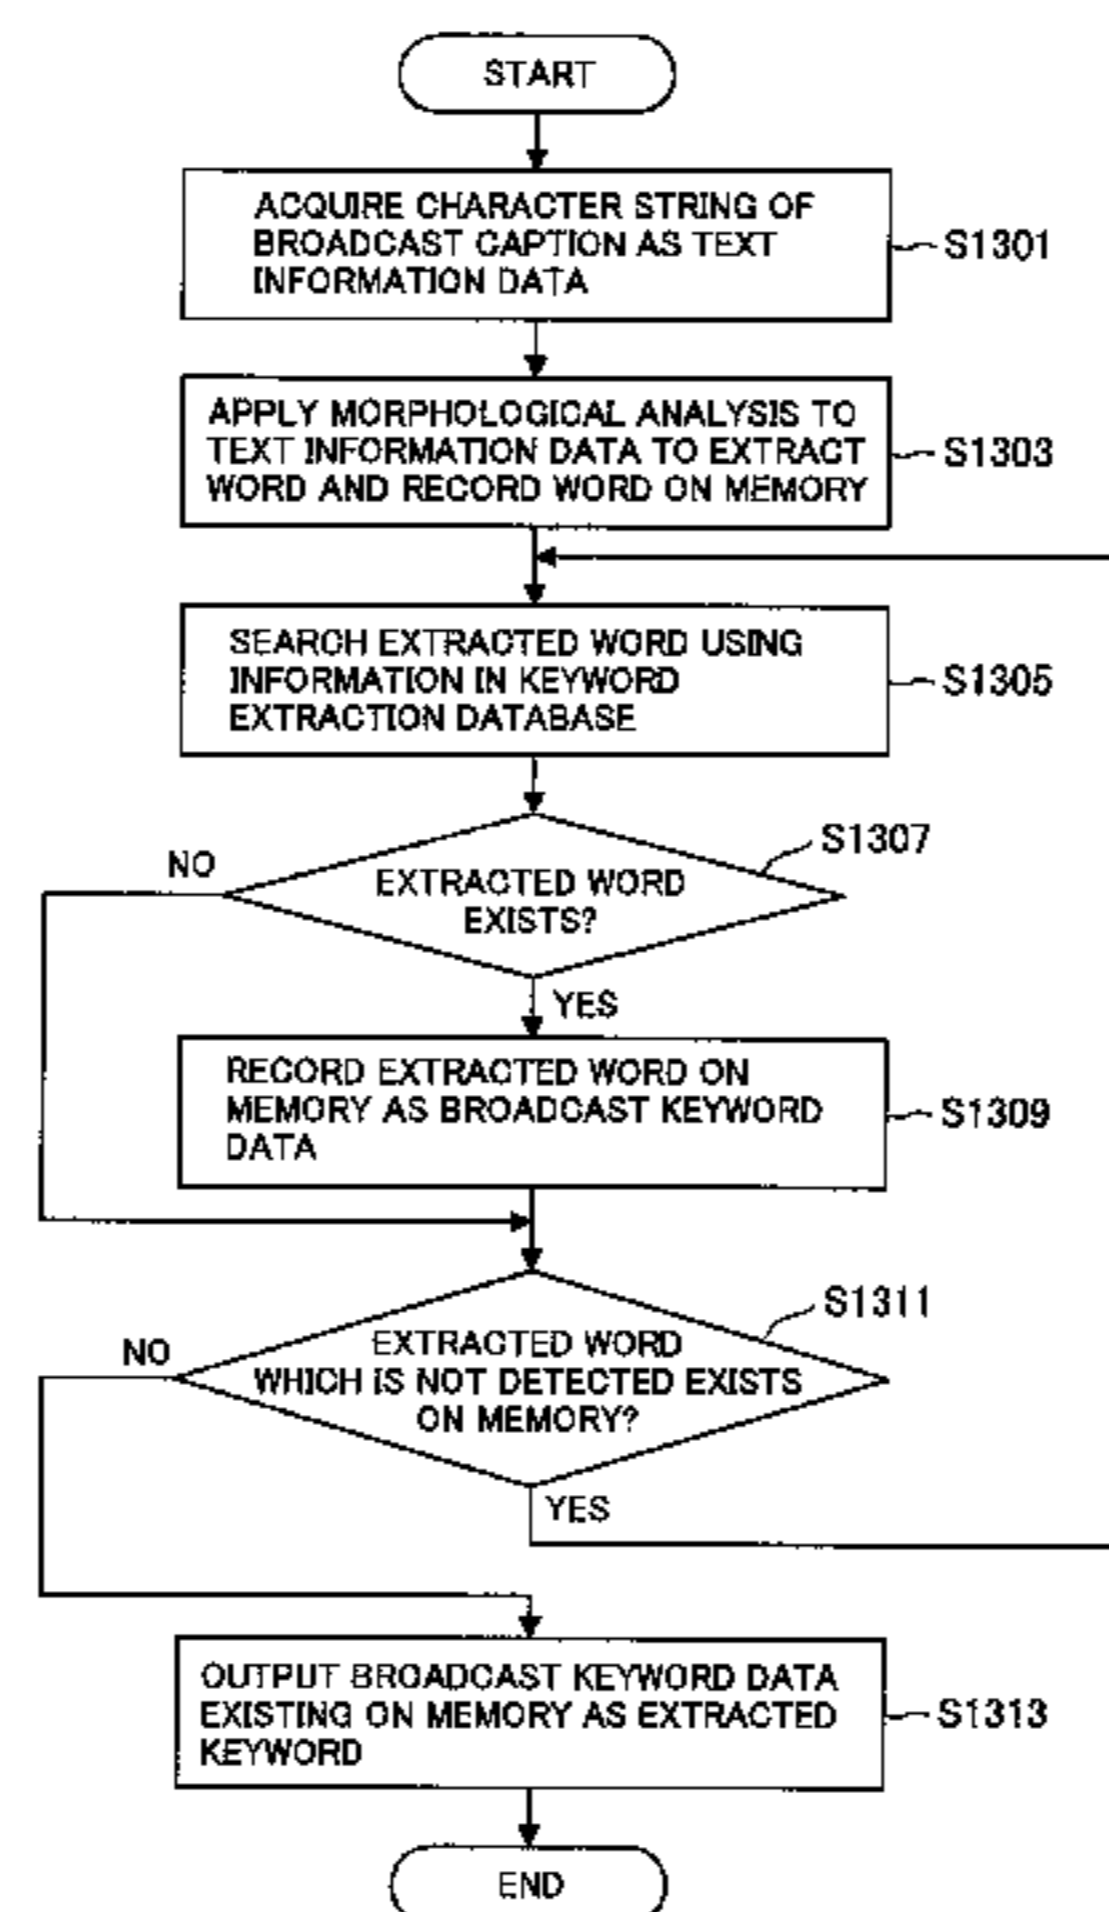 START
ACQUIRE CHARACTER STRING OF
BROADCAST CAPTION AS TEXT
INFORMATION DATA
S1301
APPLY MORPHOLOGICAL ANALYSIS TO
TEXT INFORMATION DATA TO EXTRACT
WORD AND RECORD WORD ON MEMORY
S1303
SEARCH EXTRACTED WORD USING
INFORMATION IN KEYWORD
EXTRACTION DATABASE
S1305
S1307
NO
EXTRACTED WORD
EXISTS?
YES
RECORD EXTRACTED WORD ON
MEMORY AS BROADCAST KEYWORD
DATA
S1309
S1311
NO
EXTRACTED WORD
WHICH IS NOT DETECTED EXISTS
ON MEMORY?
YES
OUTPUT BROADCAST KEYWORD DATA
EXISTING ON MEMORY AS EXTRACTED
KEYWORD
S1313
END